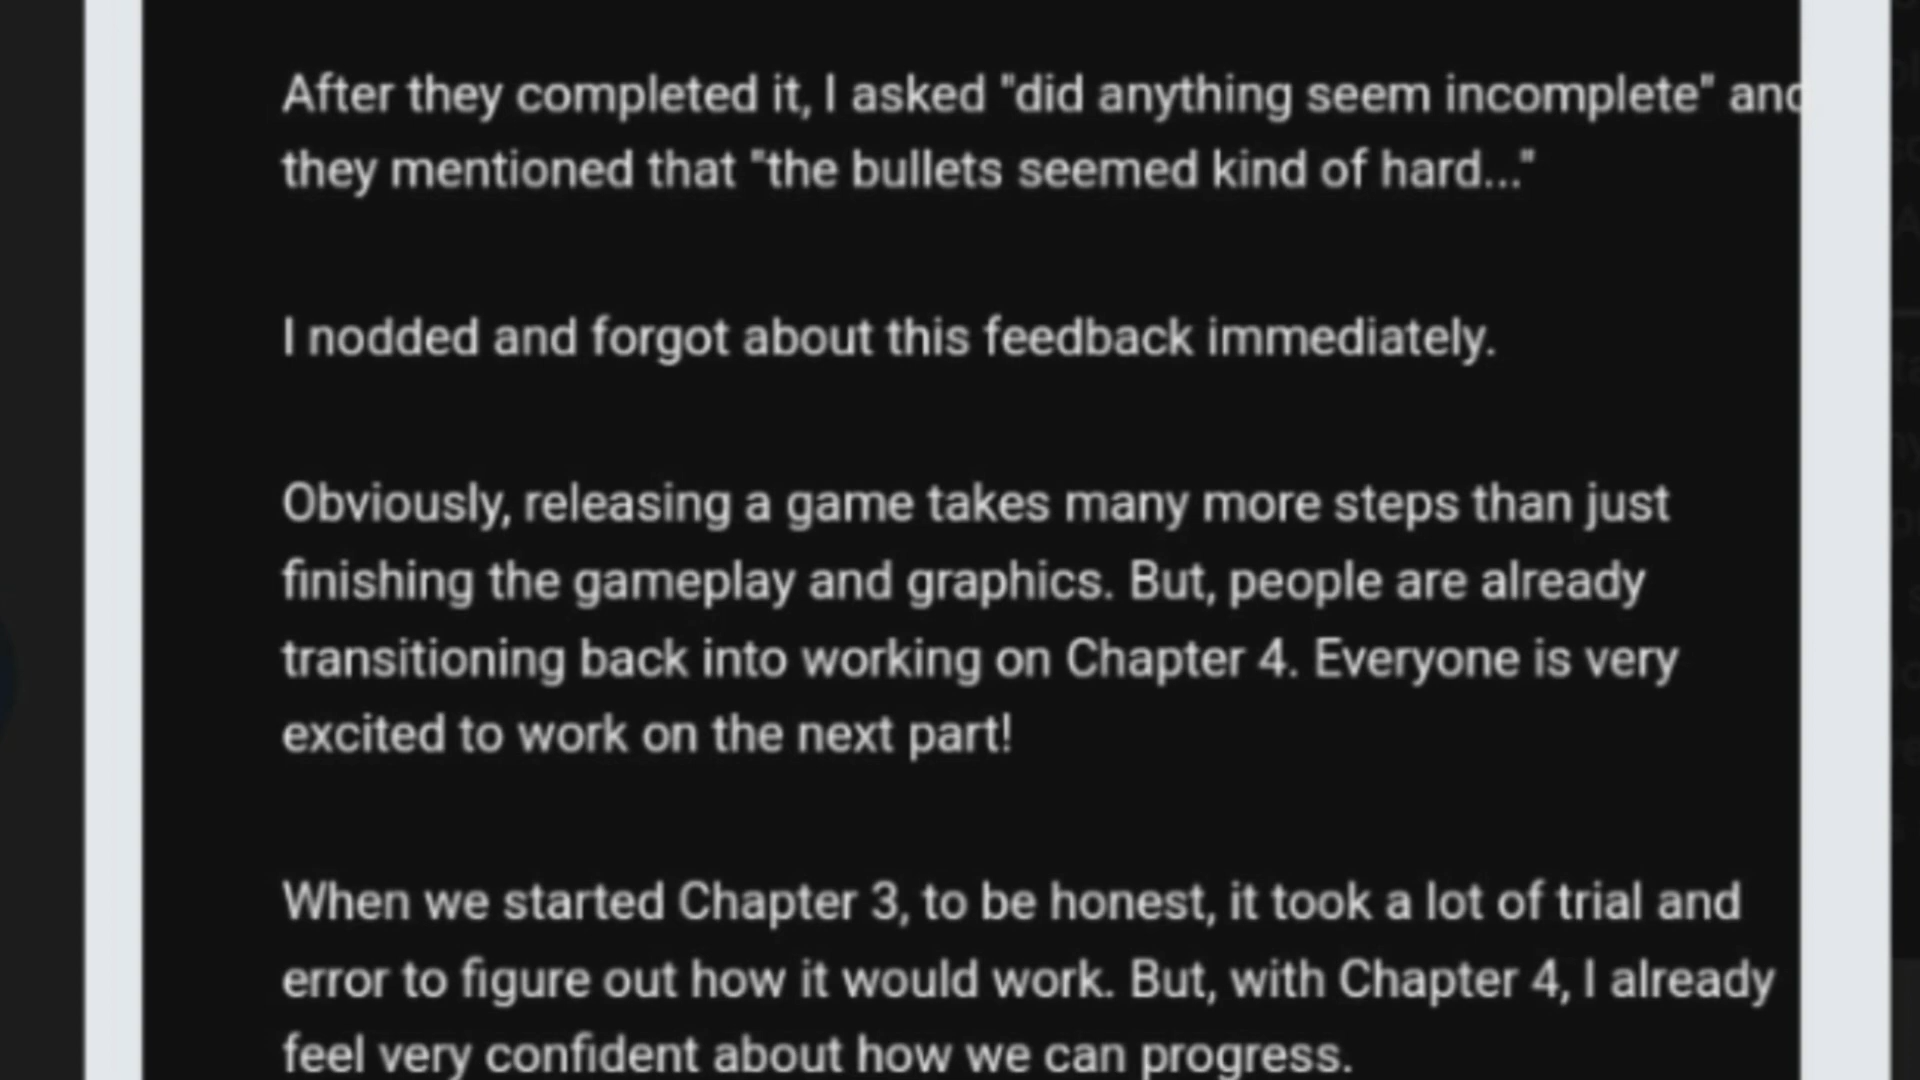 After they completed it, I asked "did anything seem incomplete" and
they mentioned that "the bullets seemed kind of hard..."
I nodded and forgot about this feedback immediately.
Obviously, releasing a game takes many more steps than just
finishing the gameplay and graphics. But, people are already
transitioning back into working on Chapter 4. Everyone is very
excited to work on the next part!
When we started Chapter 3, to be honest, it took a lot of trial and
error to figure out how it would work. But, with Chapter 4, I already
feel very confident about how we can progress.